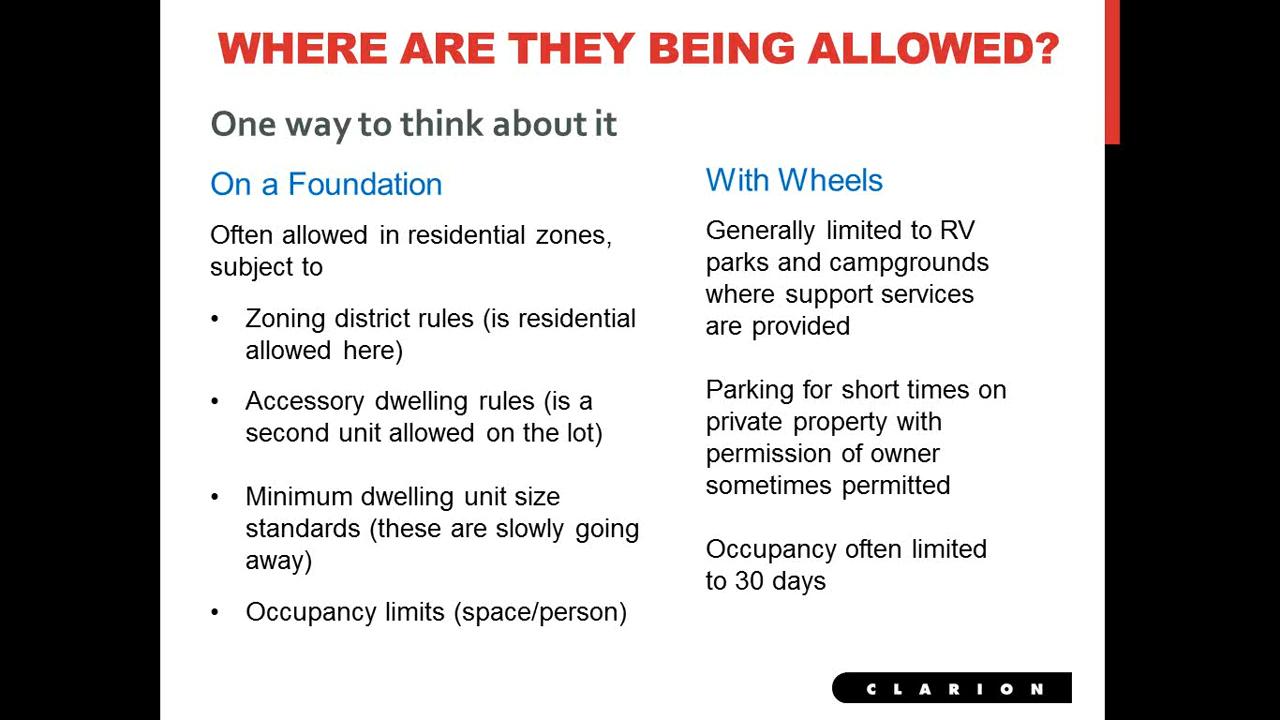 WHERE ARE THEY BEING ALLOWED?
One way to think about it
On a Foundation
Often allowed in residential zones,
subject to
• Zoning district rules (is residential
allowed here)
• Accessory dwelling rules (is a
second unit allowed on the lot)
• Minimum dwelling unit size
standards (these are slowly going
away)
• Occupancy limits (space/person)
With Wheels
Generally limited to RV
parks and campgrounds
where support services
are provided
Parking for short times on
private property with
permission of owner
sometimes permitted
Occupancy often limited
to 30 days
CLARION